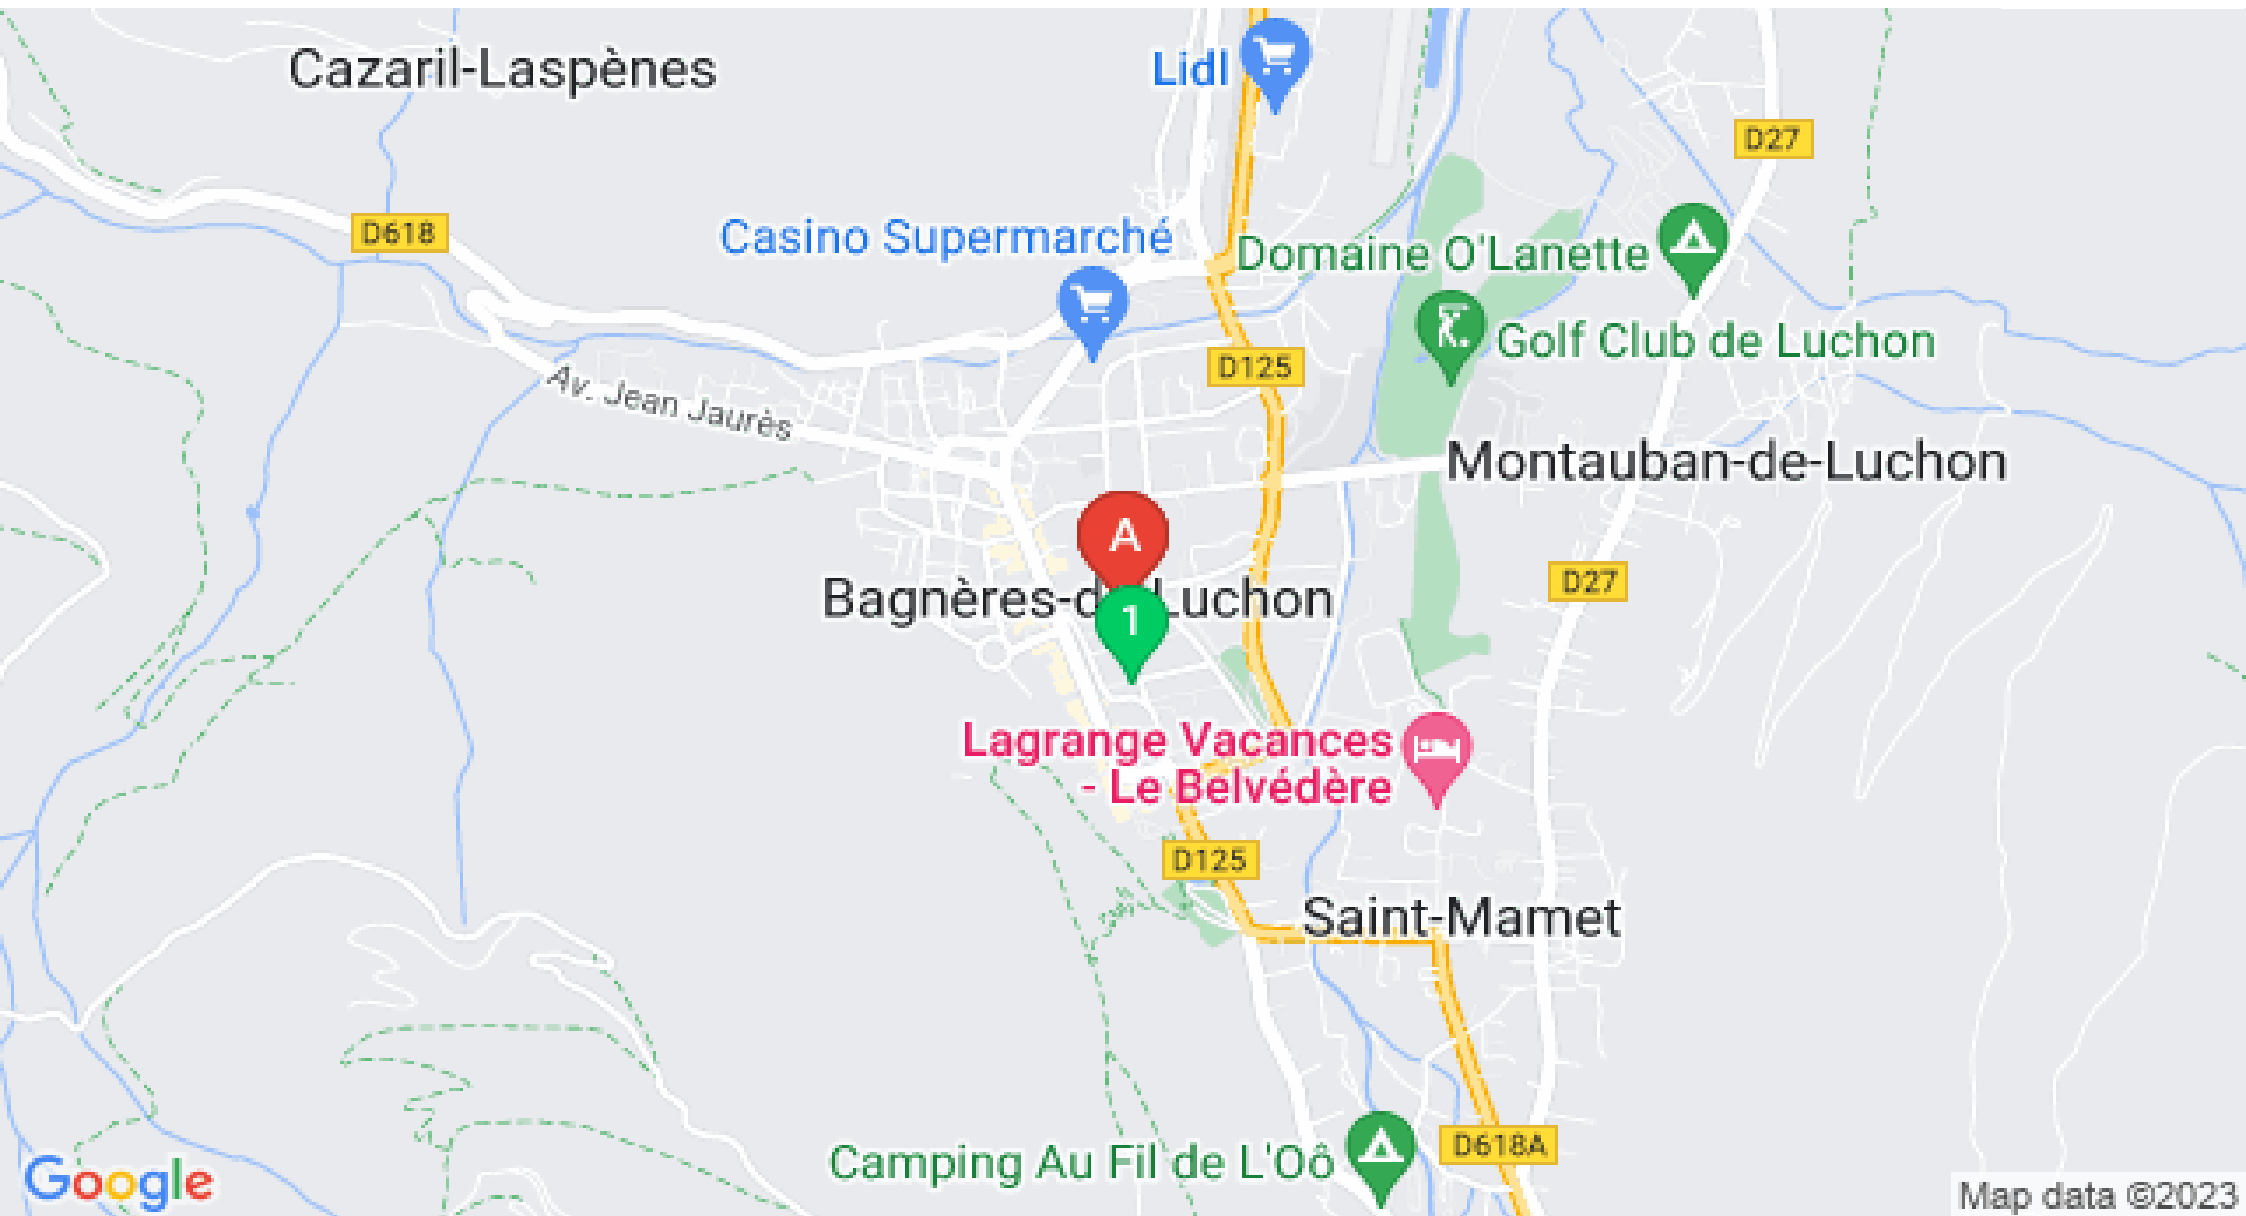 Cazaril-Laspènes
Lidl
D27
D618
Casino Supermarché
Domaine O'Lanette
Golf Club de Luchon
D125
Av. Jean Jaurès
Montauban-de-Luchon
A
D27
Bagnères-d Luchon
1
Lagrange Vacances
- Le Belvédère
D125
Saint-Mamet
Camping Au Fil de L'Oô
D618A
Google
Map data ©2023